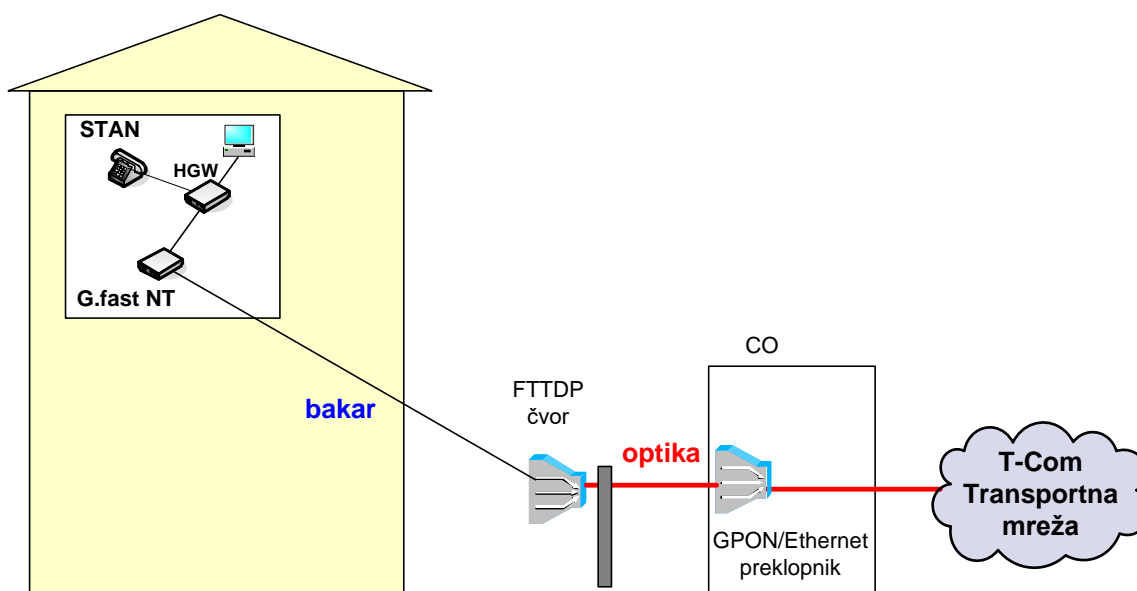 STAN
HGW
G.fast NT
bakar
FTTDP
čvor
optika
CO
GPON/Ethernet
preklopnik
T-Com
Transportna
mreža